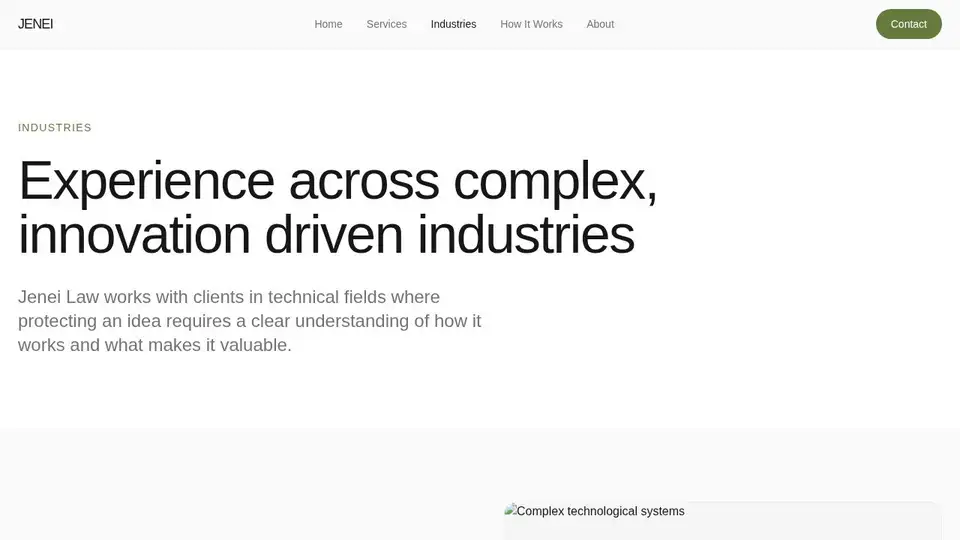 JENEI
Home Services Industries How It Works About
Contact
INDUSTRIES
Experience across complex,
innovation driven industries
Jenei Law works with clients in technical fields where
protecting an idea requires a clear understanding of how it
works and what makes it valuable.
Complex technological systems